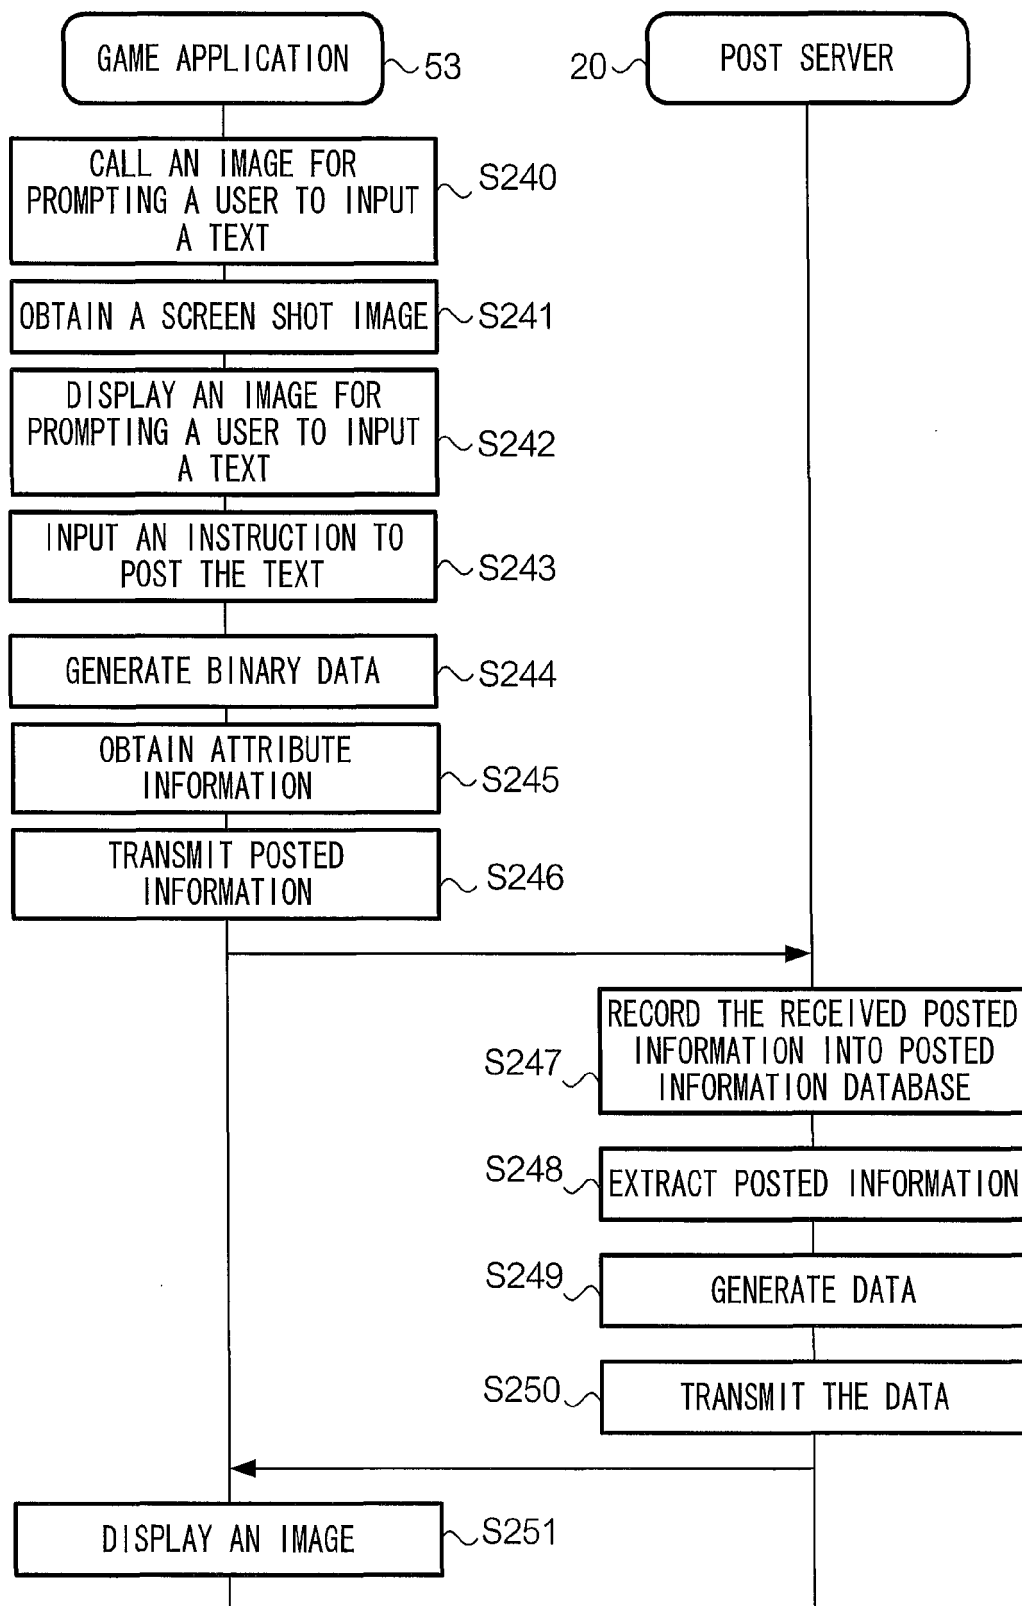 GAME APPLICATION
53
20
POST SERVER
CALL AN IMAGE FOR
PROMPTING A USER TO INPUT
A TEXT
S240
OBTAIN A SCREEN SHOT IMAGE
S241
DISPLAY AN IMAGE FOR
PROMPTING A USER TO INPUT
A TEXT
S242
INPUT AN INSTRUCTION TO
POST THE TEXT
S243
GENERATE BINARY DATA
S244
OBTAIN ATTRIBUTE
INFORMATION
S245
TRANSMIT POSTED
INFORMATION
S246
RECORD THE RECEIVED POSTED
INFORMATION INTO POSTED
INFORMATION DATABASE
S247
S248
EXTRACT POSTED INFORMATION
S249
GENERATE DATA
S250
TRANSMIT THE DATA
DISPLAY AN IMAGE
S251